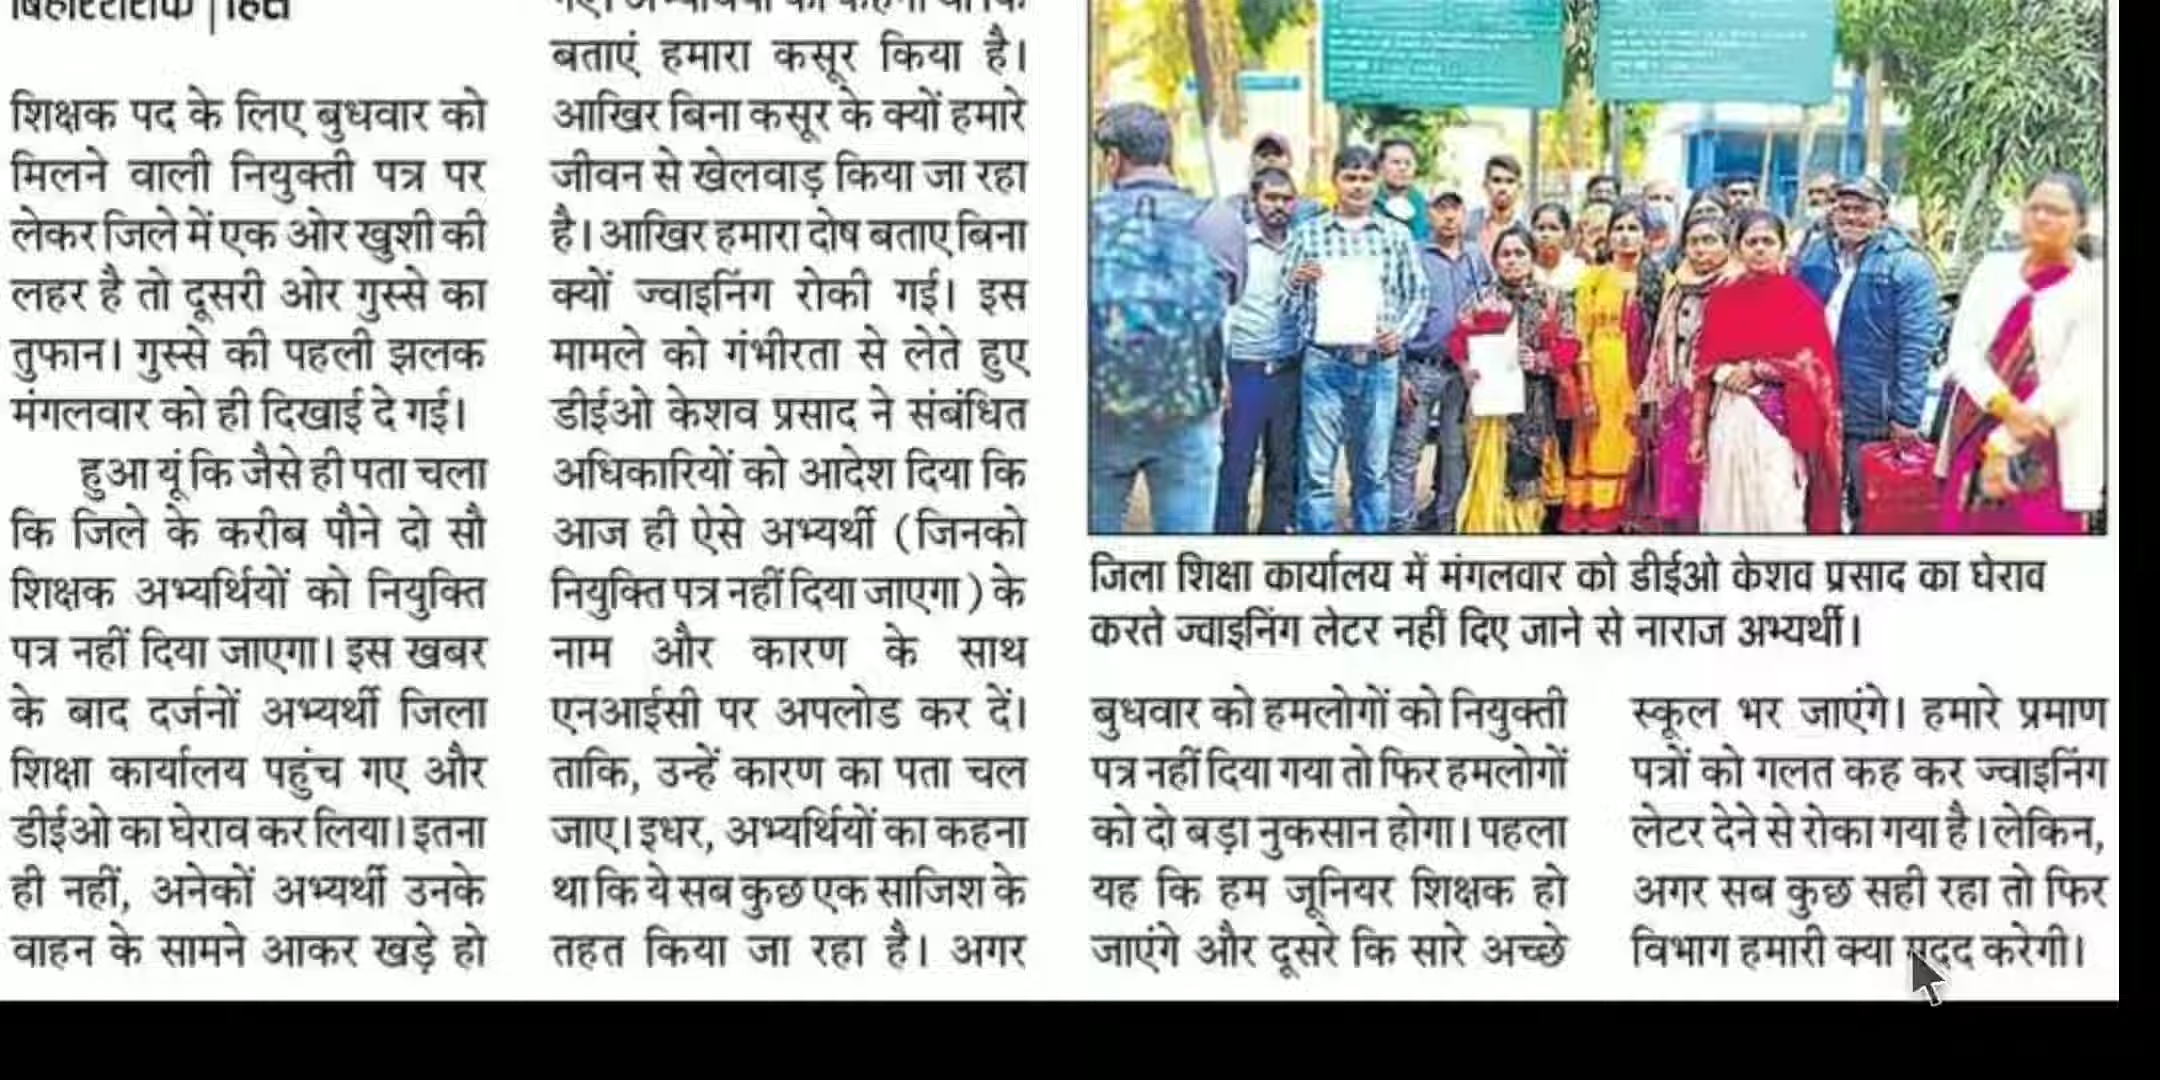 बिहारशरीफ | हिसं
शिक्षक पद के लिए बुधवार को
मिलने वाली नियुक्ती पत्र पर
लेकर जिले में एक ओर खुशी की
लहर है तो दूसरी ओर गुस्से का
तुफान। गुस्से की पहली झलक
मंगलवार को ही दिखाई दे गई।
हुआ यूं कि जैसे ही पता चला
कि जिले के करीब पौने दो सौ
शिक्षक अभ्यर्थियों को नियुक्ति
पत्र नहीं दिया जाएगा। इस खबर
के बाद दर्जनों अभ्यर्थी जिला
शिक्षा कार्यालय पहुंच गए और
डीईओ का घेराव कर लिया। इतना
ही नहीं, अनेकों अभ्यर्थी उनके
वाहन के सामने आकर खड़े हो
गए। अभ्यर्थियों का कहना था कि
बताएं हमारा कसूर किया है।
आखिर बिना कसूर के क्यों हमारे
जीवन से खेलवाड़ किया जा रहा
है। आखिर हमारा दोष बताए बिना
क्यों ज्वाइनिंग रोकी गई। इस
मामले को गंभीरता से लेते हुए
डीईओ केशव प्रसाद ने संबंधित
अधिकारियों को आदेश दिया कि
आज ही ऐसे अभ्यर्थी (जिनको
नियुक्ति पत्र नहीं दिया जाएगा) के
नाम और कारण के साथ
एनआईसी पर अपलोड कर दें।
ताकि, उन्हें कारण का पता चल
जाए। इधर, अभ्यर्थियों का कहना
था कि ये सब कुछ एक साजिश के
तहत किया जा रहा है। अगर
जिला शिक्षा कार्यालय में मंगलवार को डीईओ केशव प्रसाद का घेराव
करते ज्वाइनिंग लेटर नहीं दिए जाने से नाराज अभ्यर्थी।
बुधवार को हमलोगों को नियुक्ती
पत्र नहीं दिया गया तो फिर हमलोगों
को दो बड़ा नुकसान होगा। पहला
यह कि हम जूनियर शिक्षक हो
जाएंगे और दूसरे कि सारे अच्छे
स्कूल भर जाएंगे। हमारे प्रमाण
पत्रों को गलत कह कर ज्वाइनिंग
लेटर देने से रोका गया है। लेकिन,
अगर सब कुछ सही रहा तो फिर
विभाग हमारी क्या मदद करेगी।